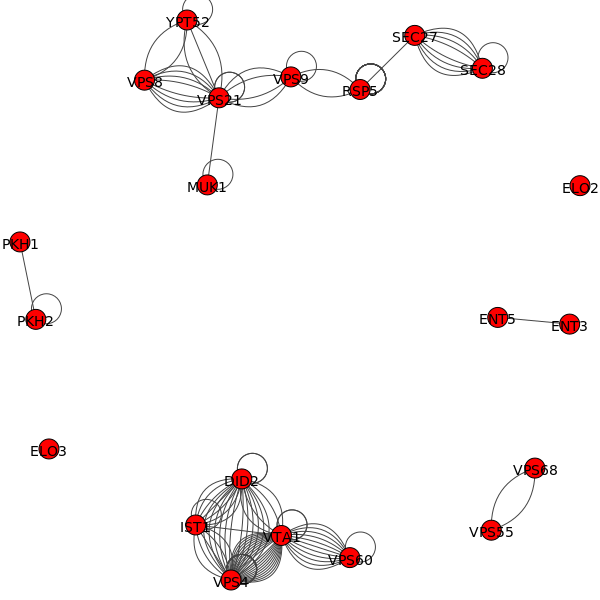 YPT52
SEC27
SEC28
VPS8
VPS9
RSP5
VPS21
MUK1
ELO2
PKH1
PKH2
ENT5
ENT3
ELO3
VPS68
DID2
IST1
VTA1
VPS55
VPS60
VPS4